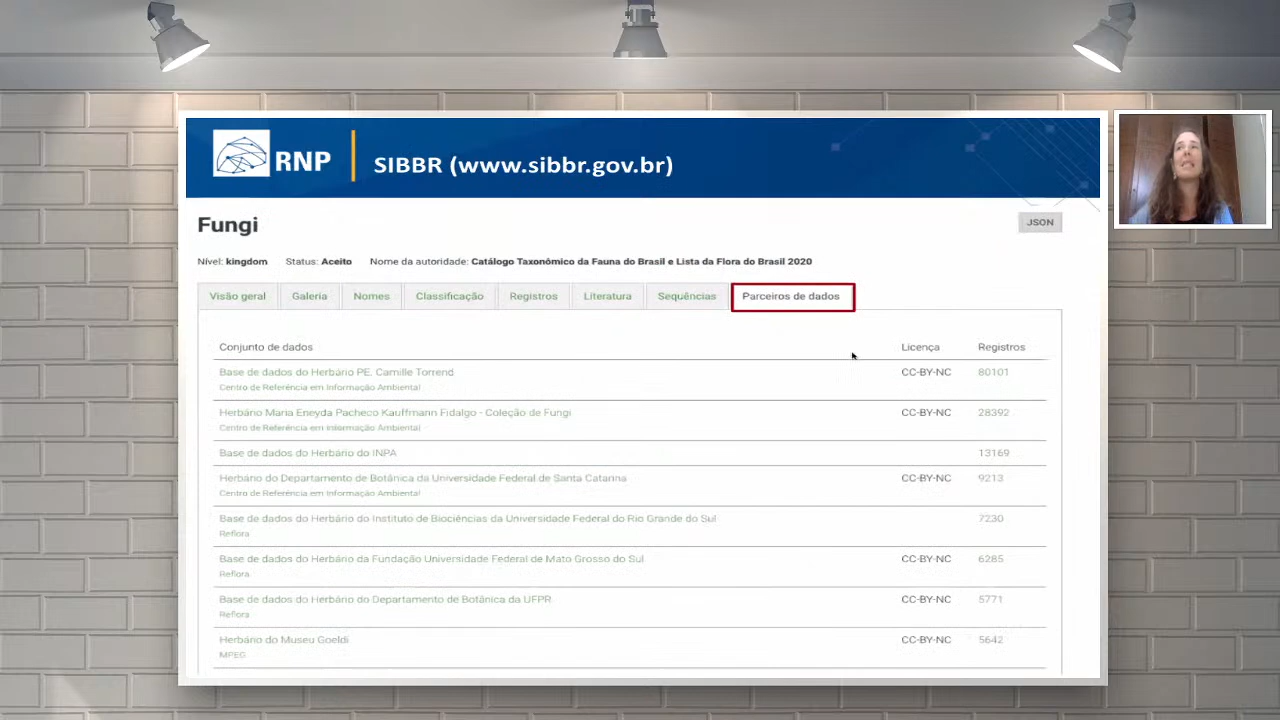 RNP
SIBBR (www.sibbr.gov.br)
Fungi
JSON
Nível: kingdom Status: Aceito Nome da autoridade: Catálogo Taxonômico da Fauna do Brasil e Lista da Flora do Brasil 2020
Visão geral Galeria Nomes Classificação Registros Literatura Sequências Parceiros de dados
Conjunto de dados Licença Registros
Base de dados do Herbário PE. Camille Torrend CC-BY-NC 80101
Centro de Referência em Informação Ambiental
Herbário Maria Eneyda Pacheco Kauffmann Fidalgo - Coleção de Fungi CC-BY-NC 28392
Centro de Referência em Informação Ambiental
Base de dados do Herbário do INPA 13169
Herbário do Departamento de Botânica da Universidade Federal de Santa Catarina CC-BY-NC 9213
Centro de Referência em Informação Ambiental
Base de dados do Herbário do Instituto de Biociências da Universidade Federal do Rio Grande do Sul 7230
Reflora
Base de dados do Herbário da Fundação Universidade Federal de Mato Grosso do Sul CC-BY-NC 6285
Reflora
Base de dados do Herbário do Departamento de Botânica da UFPR CC-BY-NC 5771
Reflora
Herbário do Museu Goeldi CC-BY-NC 5642
MPEG